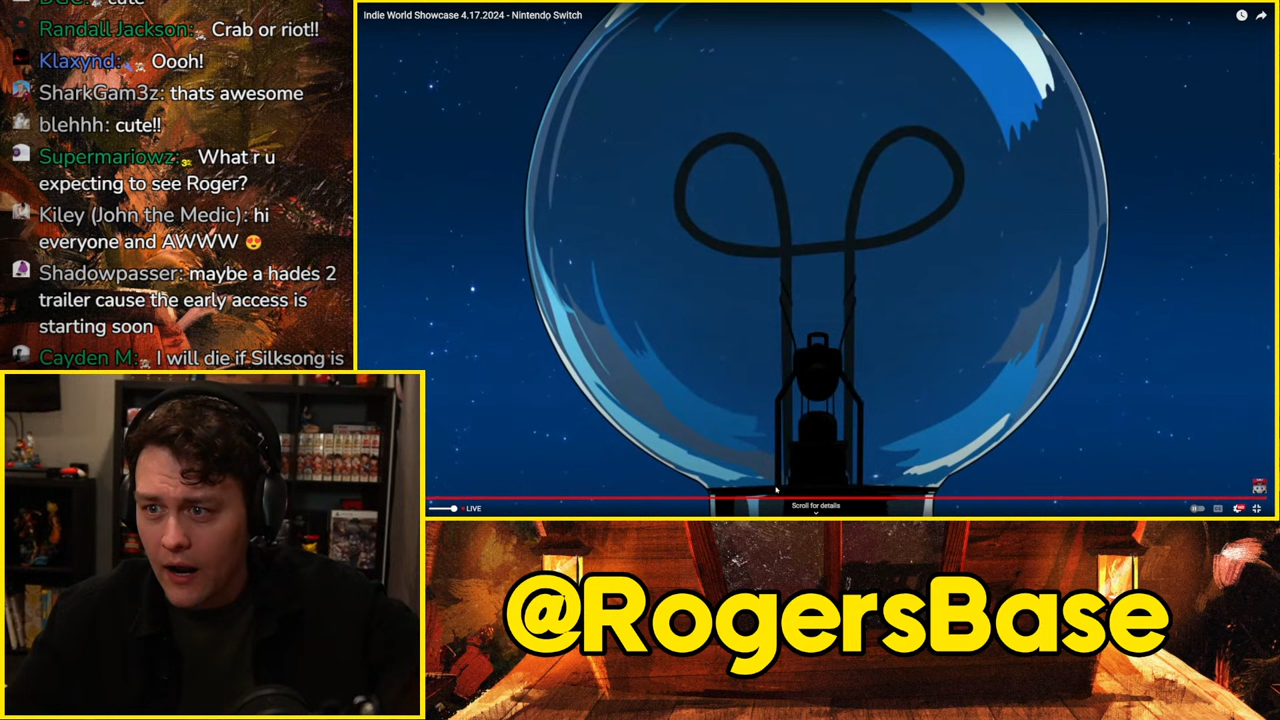 DGC: cute
Randall Jackson: Crab or riot!!
Klaxynd: Oooh!
SharkGam3z: thats awesome
blehhh: cute!!
Supermariowz: What r u
expecting to see Roger?
Kiley (John the Medic): hi
everyone and AWWW 😍
Shadowpasser: maybe a hades 2
trailer cause the early access is
starting soon
Cayden M: I will die if Silksong is
Indie World Showcase 4.17.2024 - Nintendo Switch
LIVE
Scroll for details
@RogersBase